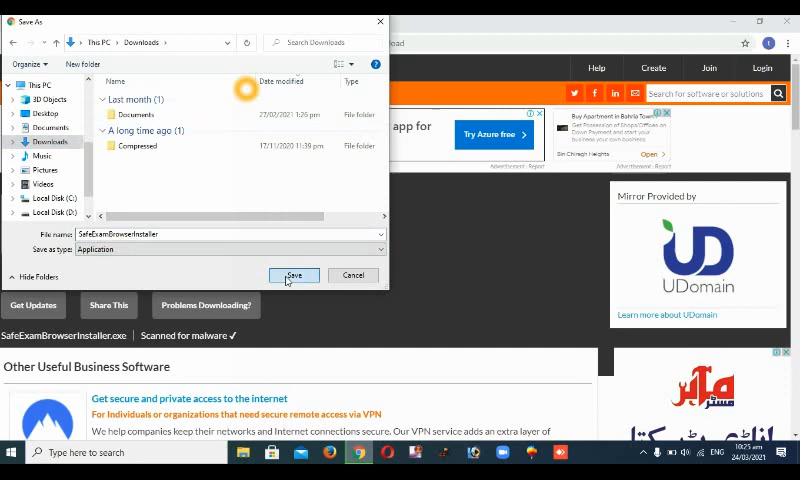 Save As
This PC
Downloads
Search Downloads
load
Organize
New folder
?
Help
Create
Join
Login
This PC
3D Objects
Desktop
Documents
Downloads
Music
Pictures
Videos
Local Disk (C:)
Local Disk (D:)
Name
Date modified
Type
Last month (1)
Documents
27/02/2021 1:26 pm
File folder
A long time ago (1)
Compressed
17/11/2020 11:39 pm
File folder
File name:
SafeExamBrowserInstaller
Save as type:
Application
Hide Folders
Save
Cancel
Search for software or solutions
app for
Try Azure free
Advertisement - Report
Buy Apartment in Bahria Town
Get Possession of Shops/Offices on
Down Payment and start your
business your own business.
Bin Chiragh Heights
Open
Advertisement - Report
Mirror Provided by
UDomain
Learn more about UDomain
Get Updates
Share This
Problems Downloading?
SafeExamBrowserInstaller.exe
Scanned for malware ✓
Other Useful Business Software
Get secure and private access to the internet
For Individuals or organizations that need secure remote access via VPN
We help companies keep their networks and Internet connections secure. Our VPN service adds an extra layer of
مسٹر
Type here to search
ENG
10:25 am
24/03/2021